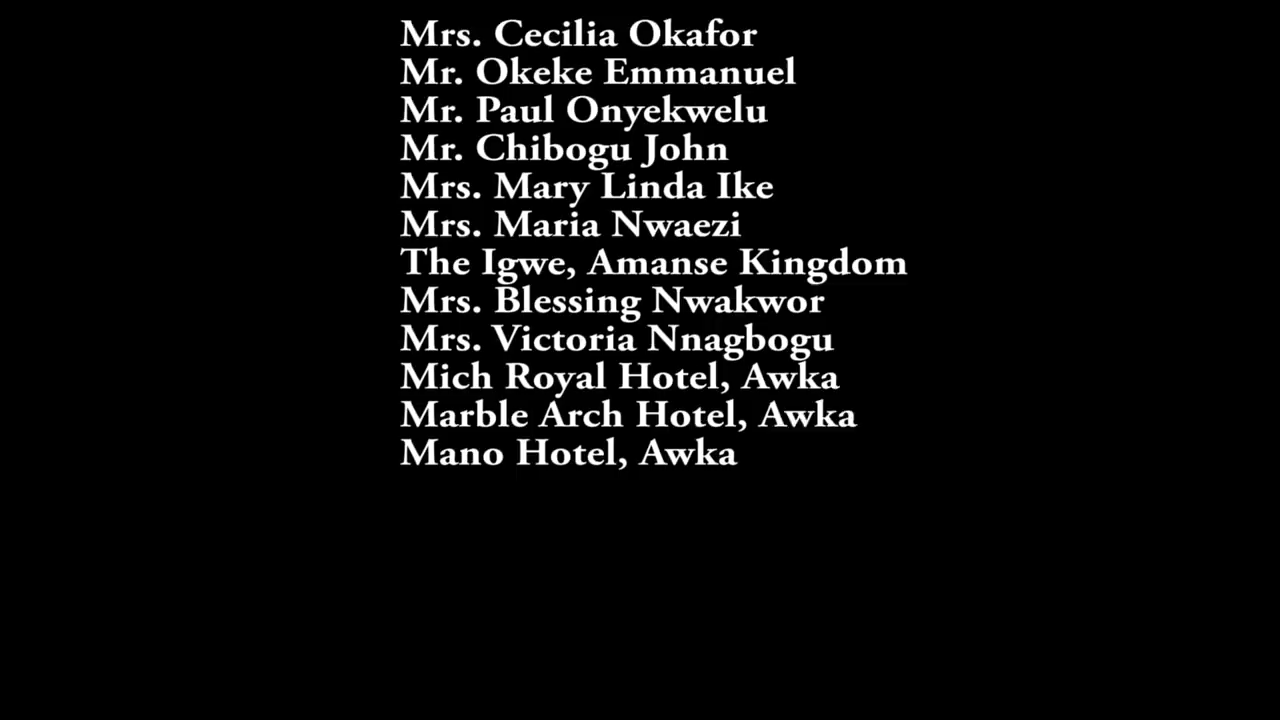 Mrs. Cecilia Okafor
Mr. Okeke Emmanuel
Mr. Paul Onyekwelu
Mr. Chibogu John
Mrs. Mary Linda Ike
Mrs. Maria Nwaezi
The Igwe, Amanse Kingdom
Mrs. Blessing Nwakwor
Mrs. Victoria Nnagbogu
Mich Royal Hotel, Awka
Marble Arch Hotel, Awka
Mano Hotel, Awka